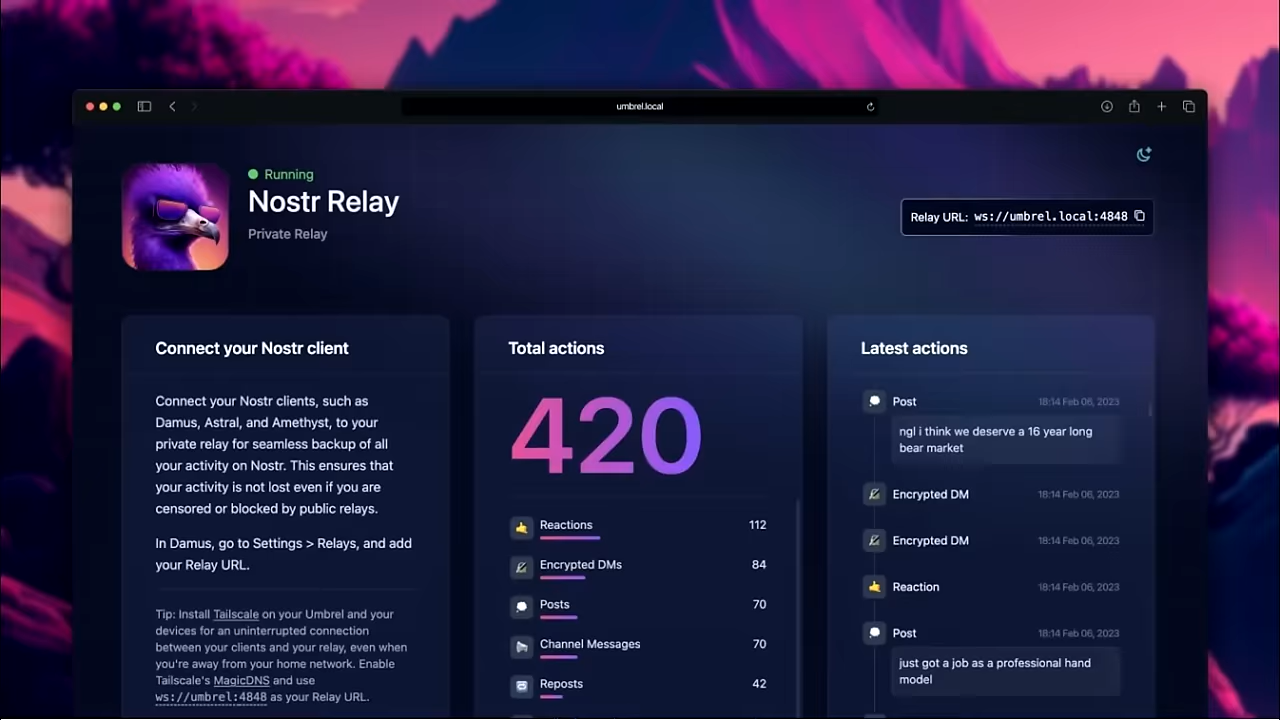 umbrel.local
Running
Nostr Relay
Private Relay
Relay URL: ws://umbrel.local:4848
Connect your Nostr client
Connect your Nostr clients, such as
Damus, Astral, and Amethyst, to your
private relay for seamless backup of all
your activity on Nostr. This ensures that
your activity is not lost even if you are
censored or blocked by public relays.
In Damus, go to Settings > Relays, and add
your Relay URL.
Tip: Install Tailscale on your Umbrel and your
devices for an uninterrupted connection
between your clients and your relay, even when
you're away from your home network. Enable
Tailscale's MagicDNS and use
ws://umbrel:4848 as your Relay URL.
Total actions
420
Reactions 112
Encrypted DMs 84
Posts 70
Channel Messages 70
Reposts 42
Latest actions
Post 18:14 Feb 06, 2023
ngl i think we deserve a 16 year long
bear market
Encrypted DM 18:14 Feb 06, 2023
Encrypted DM 18:14 Feb 06, 2023
Reaction 18:14 Feb 06, 2023
Post 18:14 Feb 06, 2023
just got a job as a professional hand
model